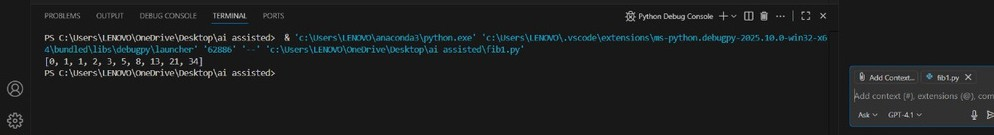 PROBLEMS OUTPUT DEBUG CONSOLE TERMINAL PORTS Python Debug Console
PS C:\Users\LENOVO\OneDrive\Desktop\ai assisted>  & 'c:\Users\LENOVO\anaconda3\python.exe' 'c:\Users\LENOVO\.vscode\extensions\ms-python.debugpy-2025.10.0-win32-x6
4\bundled\libs\debugpy\launcher' '62886' '--' 'c:\Users\LENOVO\OneDrive\Desktop\ai assisted\fib1.py'
[0, 1, 1, 2, 3, 5, 8, 13, 21, 34]
PS C:\Users\LENOVO\OneDrive\Desktop\ai assisted>
Add Context... fib1.py
Add context (#), extensions (@), com
Ask GPT-4.1